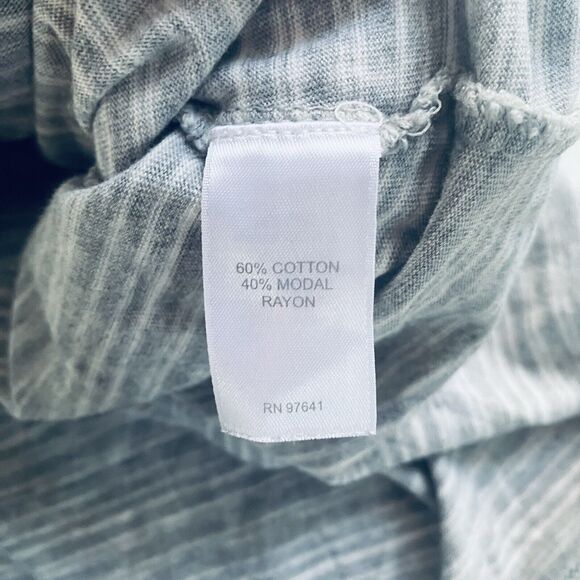 60% COTTON
40% MODAL
RAYON
RN 97641